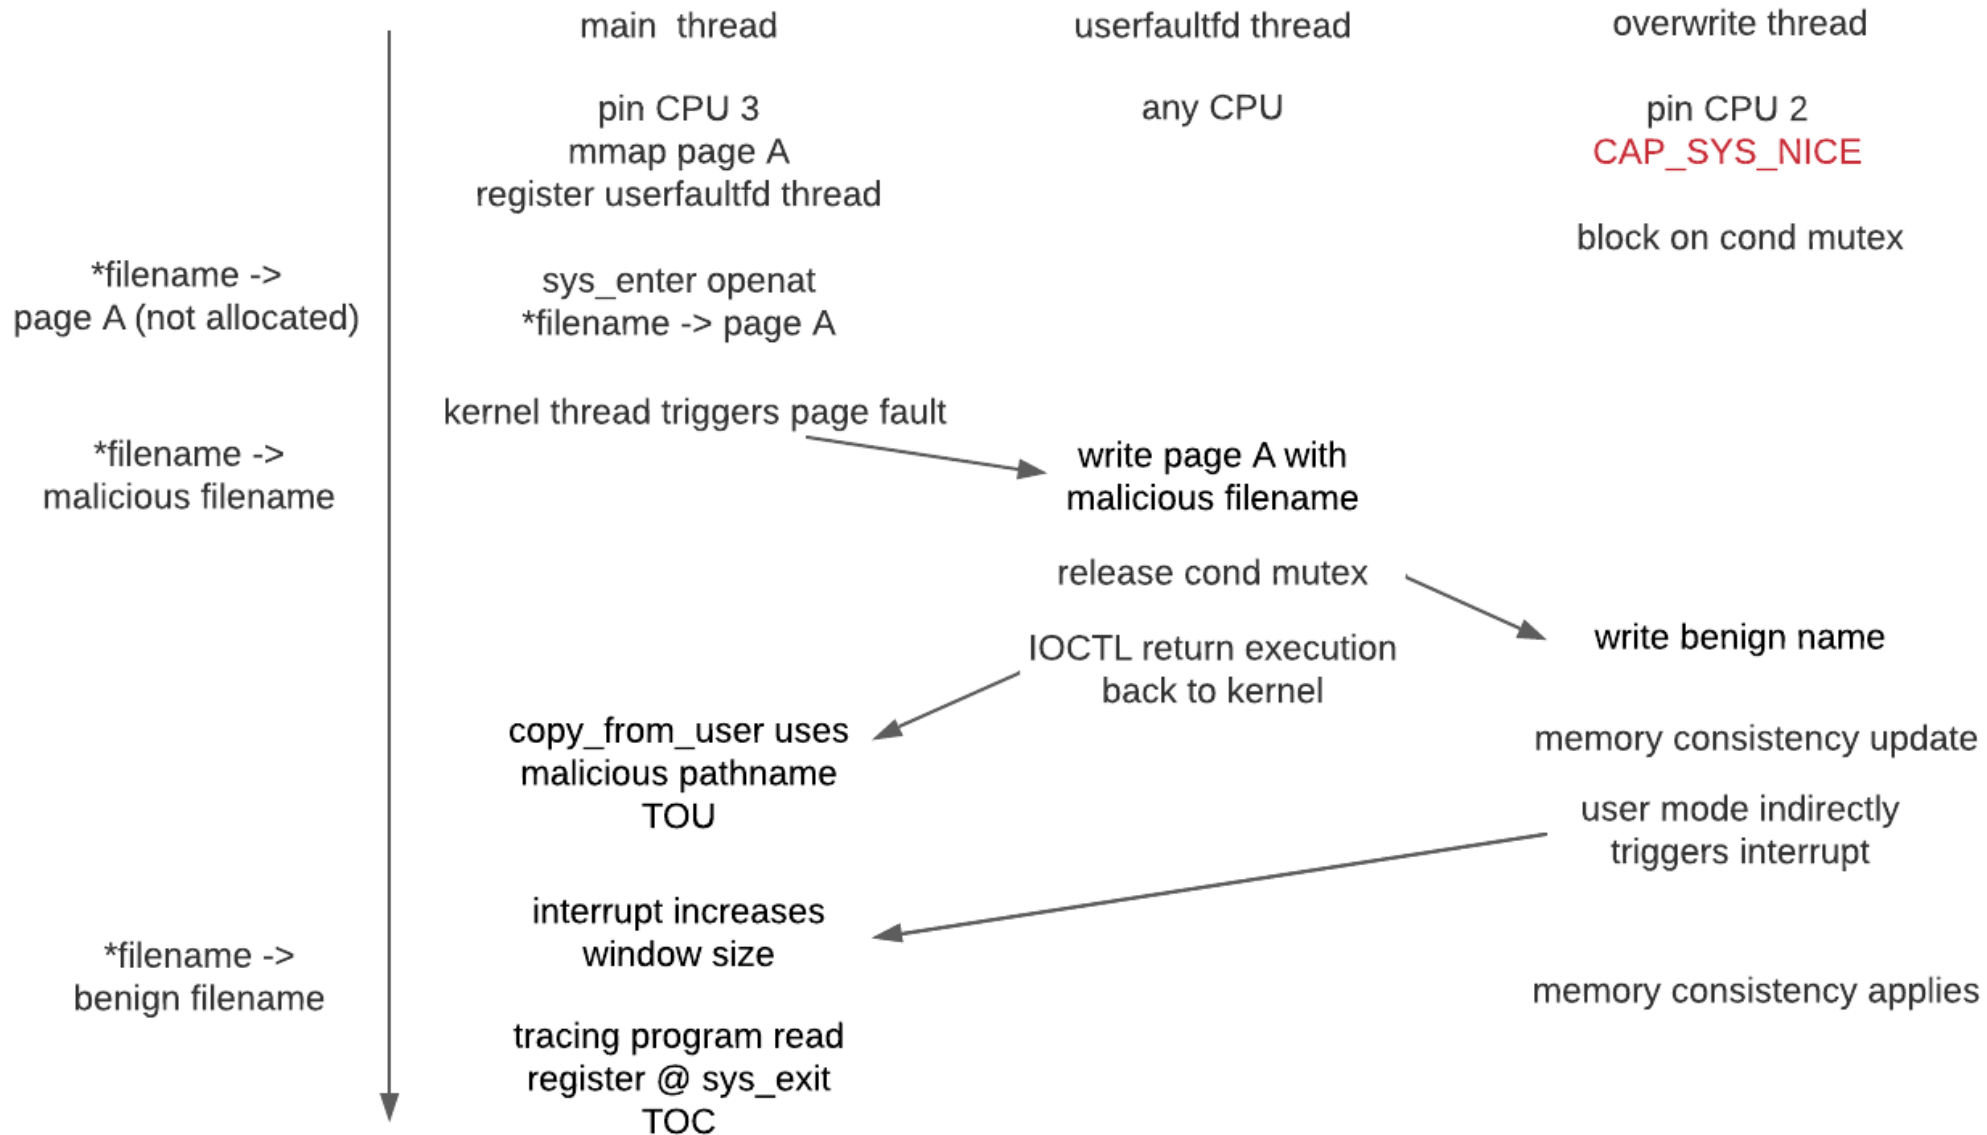 main thread
userfaultfd thread
overwrite thread
pin CPU 3
mmap page A
register userfaultfd thread
any CPU
pin CPU 2
CAP_SYS_NICE
block on cond mutex
*filename ->
page A (not allocated)
sys_enter openat
*filename -> page A
kernel thread triggers page fault
*filename ->
malicious filename
write page A with
malicious filename
release cond mutex
write benign name
IOCTL return execution
back to kernel
copy_from_user uses
malicious pathname
TOU
memory consistency update
user mode indirectly
triggers interrupt
interrupt increases
window size
*filename ->
benign filename
memory consistency applies
tracing program read
register @ sys_exit
TOC